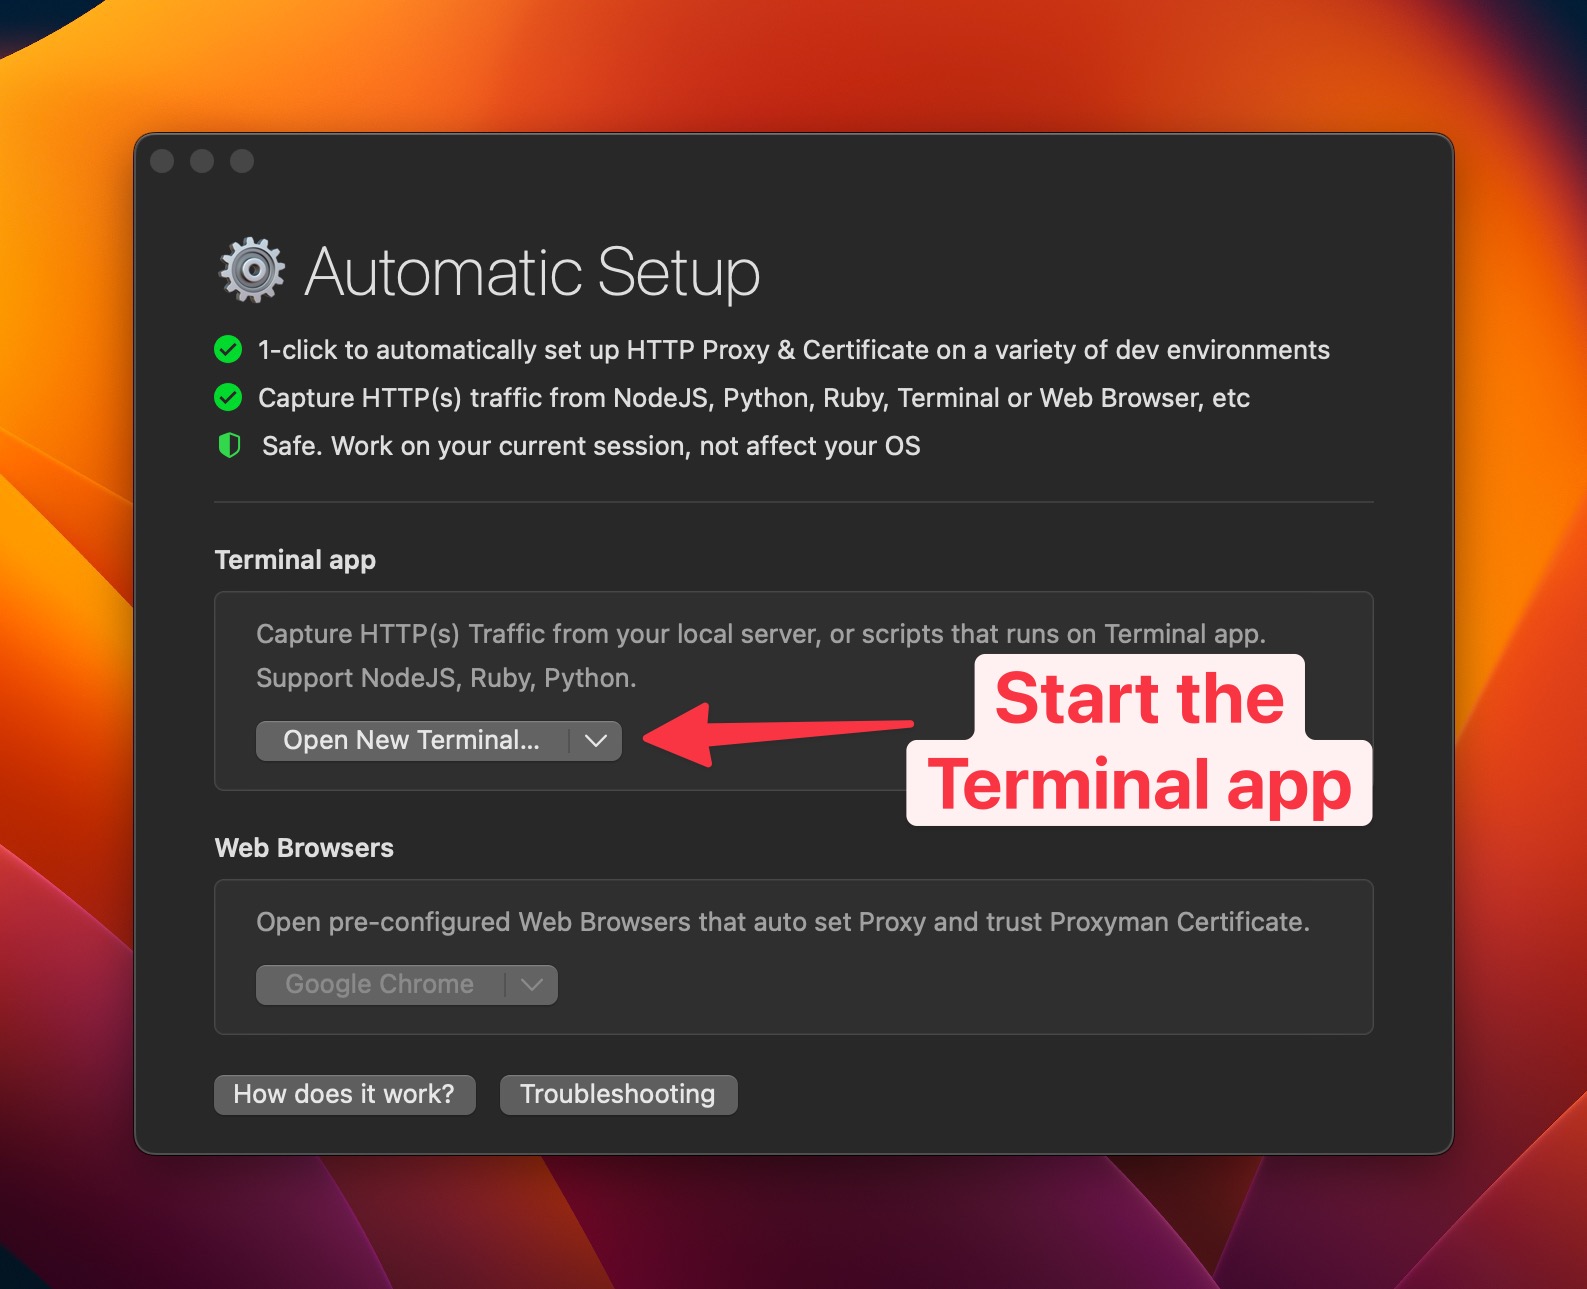 Automatic Setup
1-click to automatically set up HTTP Proxy & Certificate on a variety of dev environments
Capture HTTP(s) traffic from NodeJS, Python, Ruby, Terminal or Web Browser, etc
Safe. Work on your current session, not affect your OS
Terminal app
Capture HTTP(s) Traffic from your local server, or scripts that runs on Terminal app.
Support NodeJS, Ruby, Python.
Open New Terminal...
Start the
Terminal app
Web Browsers
Open pre-configured Web Browsers that auto set Proxy and trust Proxyman Certificate.
Google Chrome
How does it work?
Troubleshooting